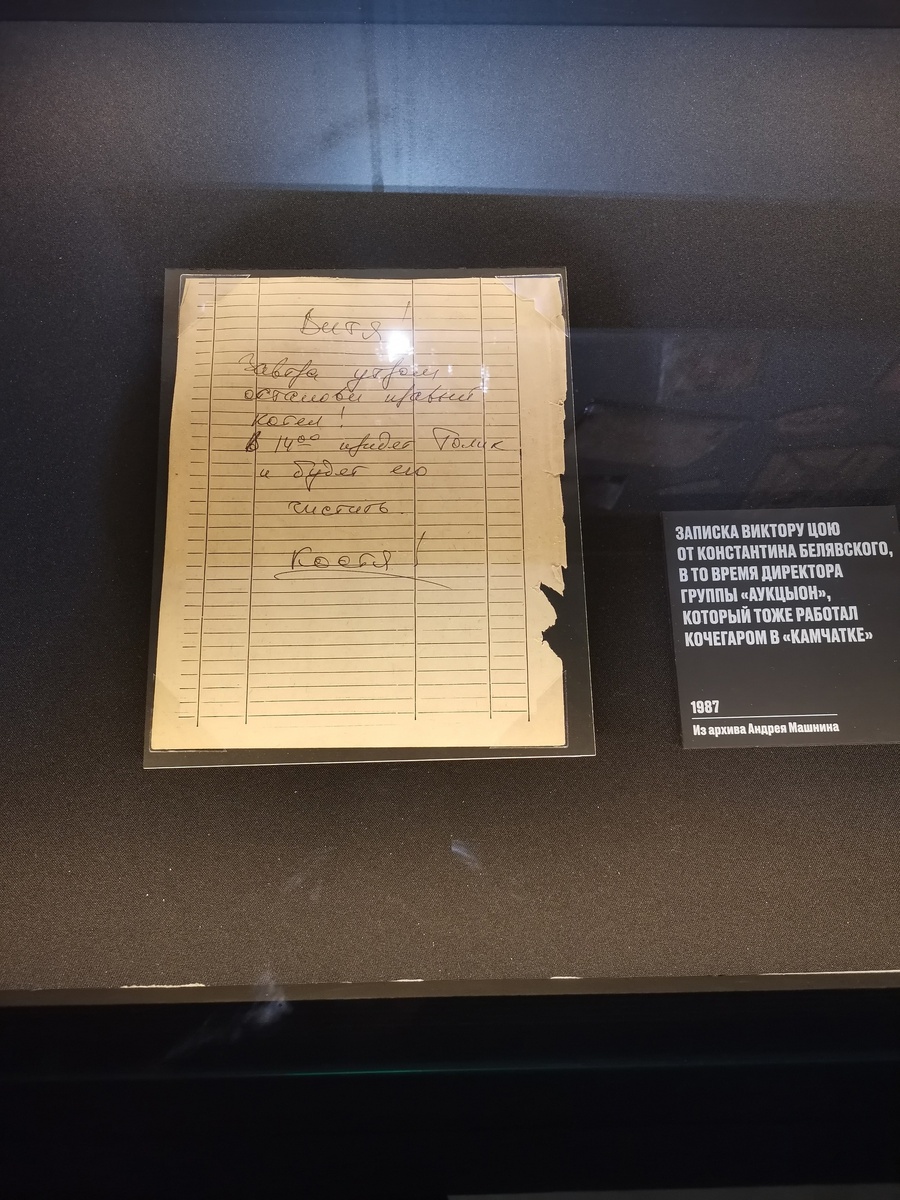 Витя!
Завтра утром
останови правый
котел!
В 14⁰⁰ придет Толик
и будет его
чистить.
Костя!
ЗАПИСКА ВИКТОРУ ЦОЮ
ОТ КОНСТАНТИНА БЕЛЯВСКОГО,
В ТО ВРЕМЯ ДИРЕКТОРА
ГРУППЫ «АУКЦЫОН»,
КОТОРЫЙ ТОЖЕ РАБОТАЛ
КОЧЕГАРОМ В «КАМЧАТКЕ»
1987
Из архива Андрея Машнина